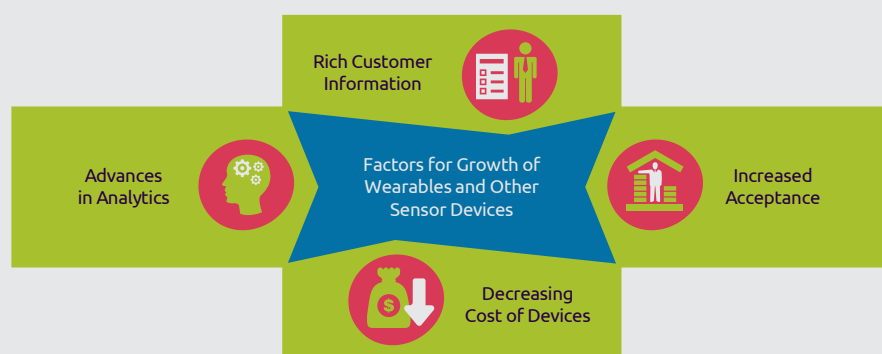 Rich Customer
Information
Advances
in Analytics
Factors for Growth of
Wearables and Other
Sensor Devices
Increased
Acceptance
$
Decreasing
Cost of Devices